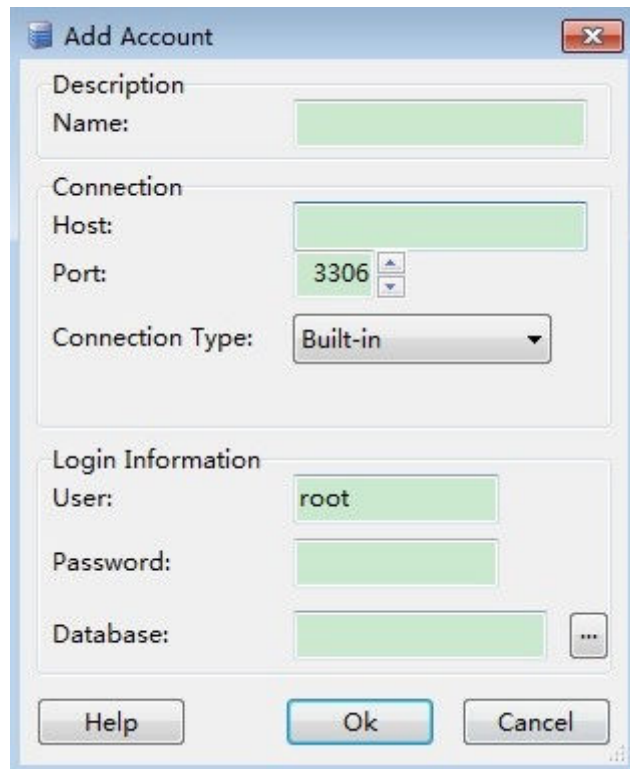 Add Account
Description
Name:
Connection
Host:
Port: 3306
Connection Type: Built-in
Login Information
User: root
Password:
Database: ...
Help Ok Cancel